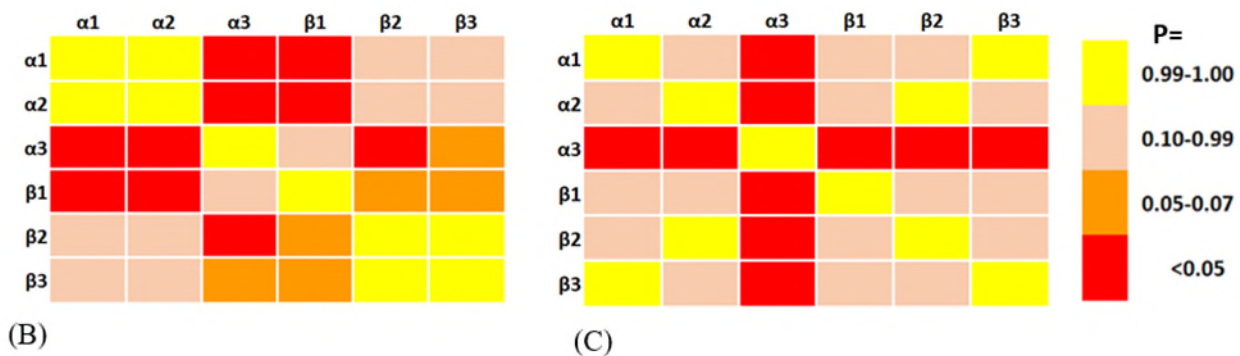 α1 α2 α3 β1 β2 β3
α1
α2
α3
β1
β2
β3
(B)
α1 α2 α3 β1 β2 β3
α1
α2
α3
β1
β2
β3
(C)
P=
0.99-1.00
0.10-0.99
0.05-0.07
<0.05